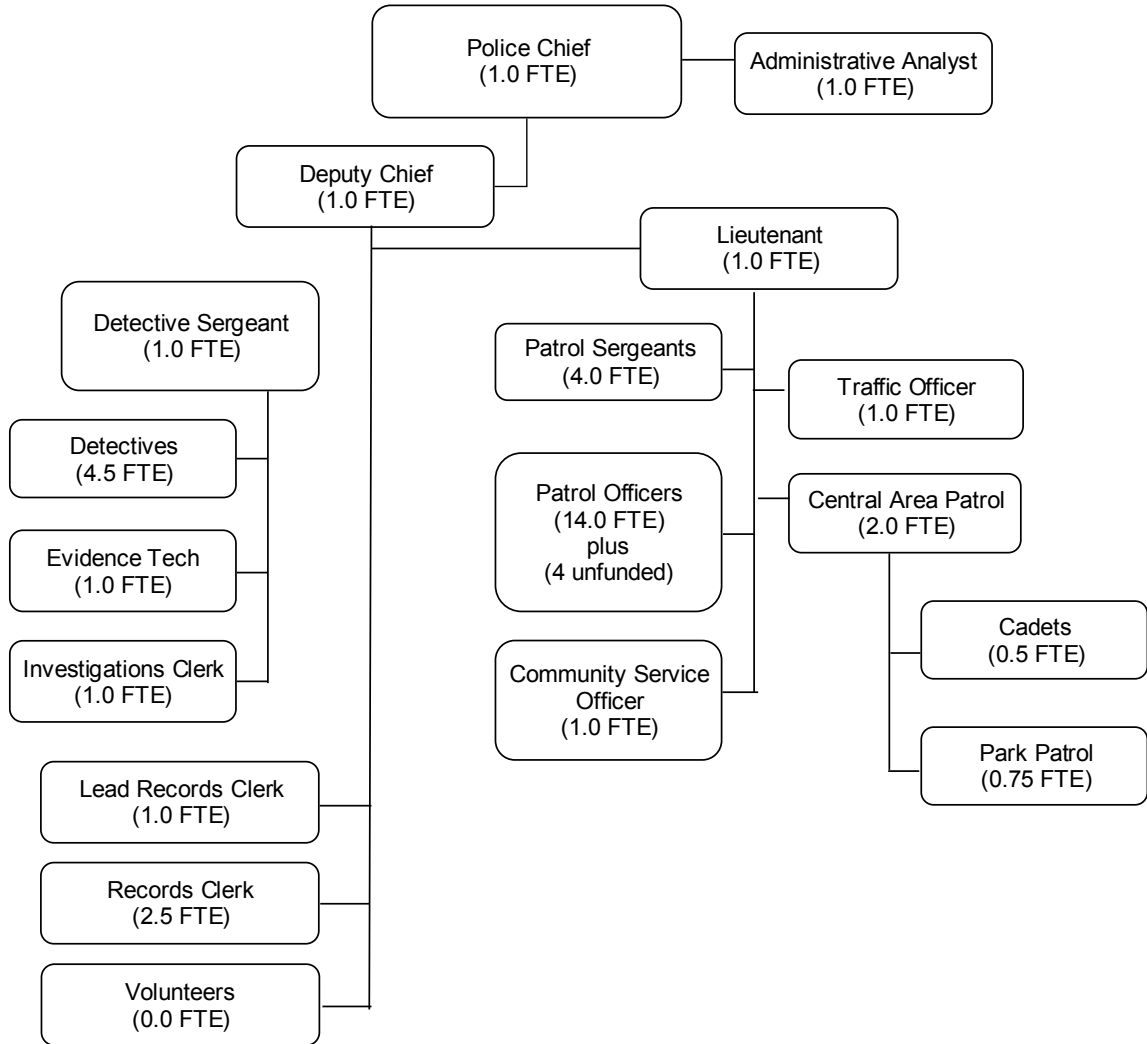 Police Chief
(1.0 FTE)
Administrative Analyst
(1.0 FTE)
Deputy Chief
(1.0 FTE)
Lieutenant
(1.0 FTE)
Detective Sergeant
(1.0 FTE)
Detectives
(4.5 FTE)
Evidence Tech
(1.0 FTE)
Investigations Clerk
(1.0 FTE)
Patrol Sergeants
(4.0 FTE)
Traffic Officer
(1.0 FTE)
Patrol Officers
(14.0 FTE)
plus
(4 unfunded)
Central Area Patrol
(2.0 FTE)
Community Service
Officer
(1.0 FTE)
Cadets
(0.5 FTE)
Park Patrol
(0.75 FTE)
Lead Records Clerk
(1.0 FTE)
Records Clerk
(2.5 FTE)
Volunteers
(0.0 FTE)